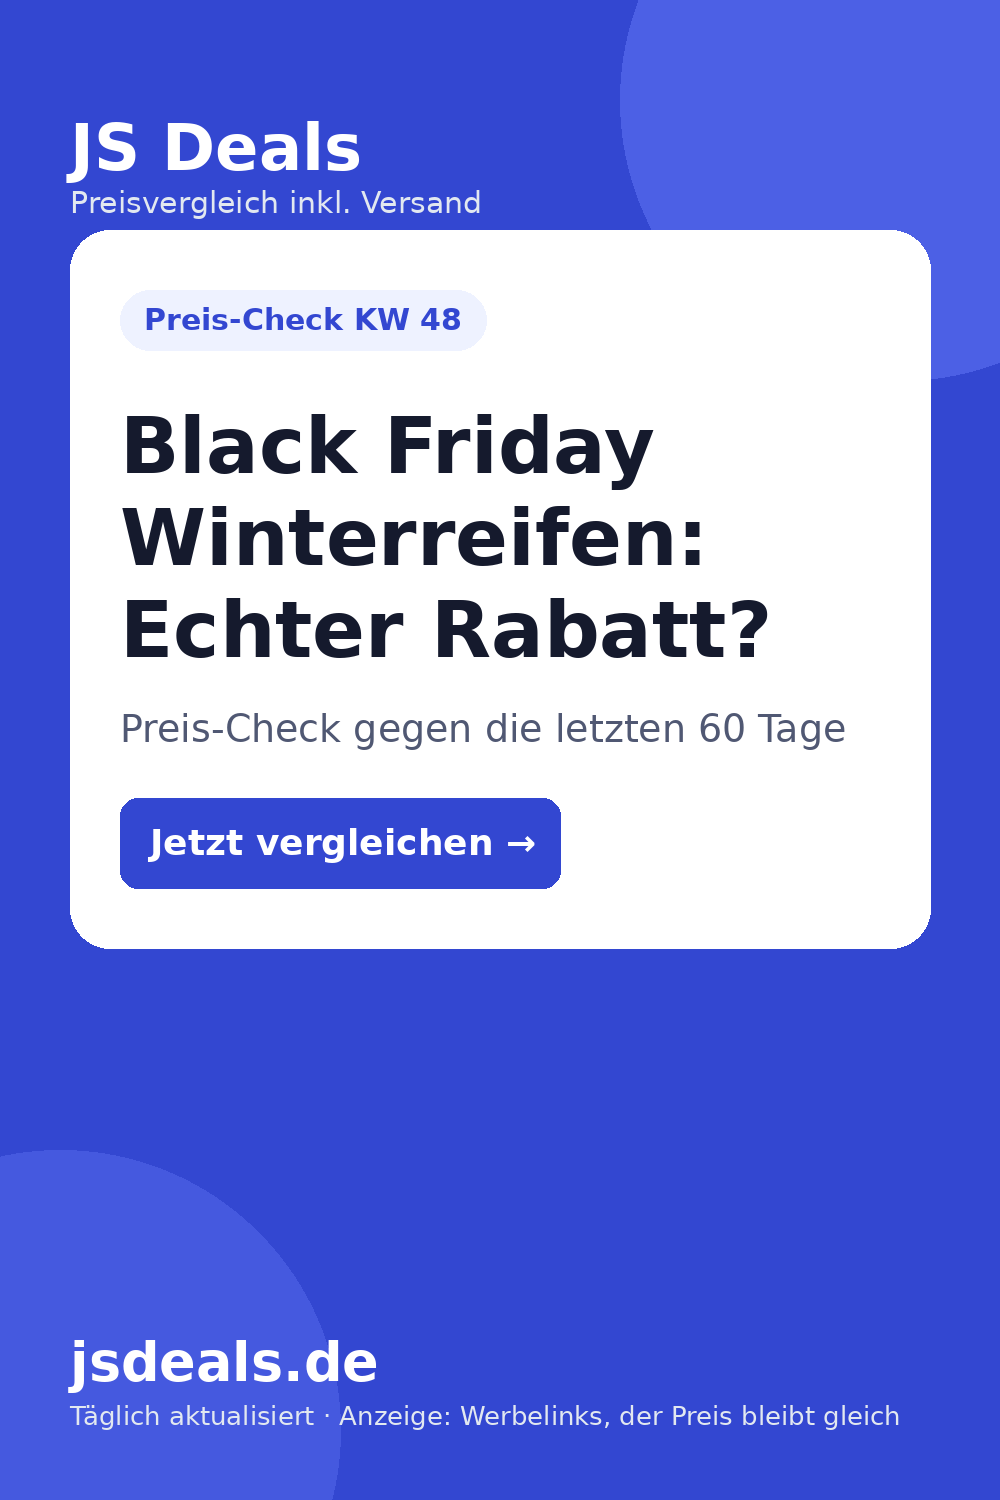 JS Deals
Preisvergleich inkl. Versand
Preis-Check KW 48
Black Friday
Winterreifen:
Echter Rabatt?
Preis-Check gegen die letzten 60 Tage
Jetzt vergleichen →
jsdeals.de
Täglich aktualisiert · Anzeige: Werbelinks, der Preis bleibt gleich